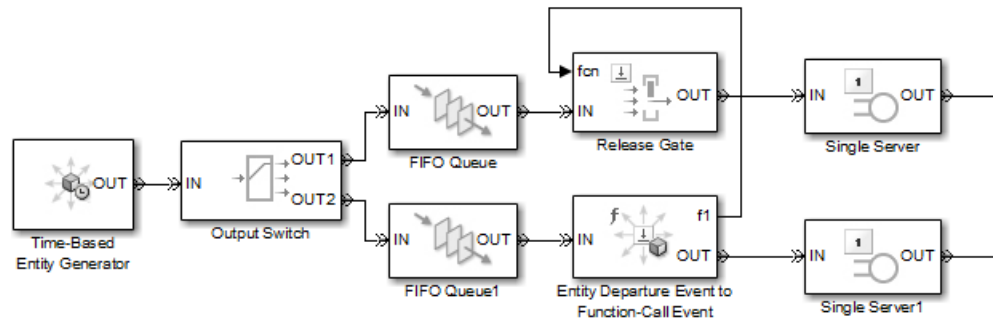 OUT
Time-Based
Entity Generator
IN
OUT1
OUT2
Output Switch
IN
OUT
FIFO Queue
IN
OUT
FIFO Queue1
fcn
IN
OUT
Release Gate
f
f1
IN
OUT
Entity Departure Event to
Function-Call Event
1
IN
OUT
Single Server
1
IN
OUT
Single Server1